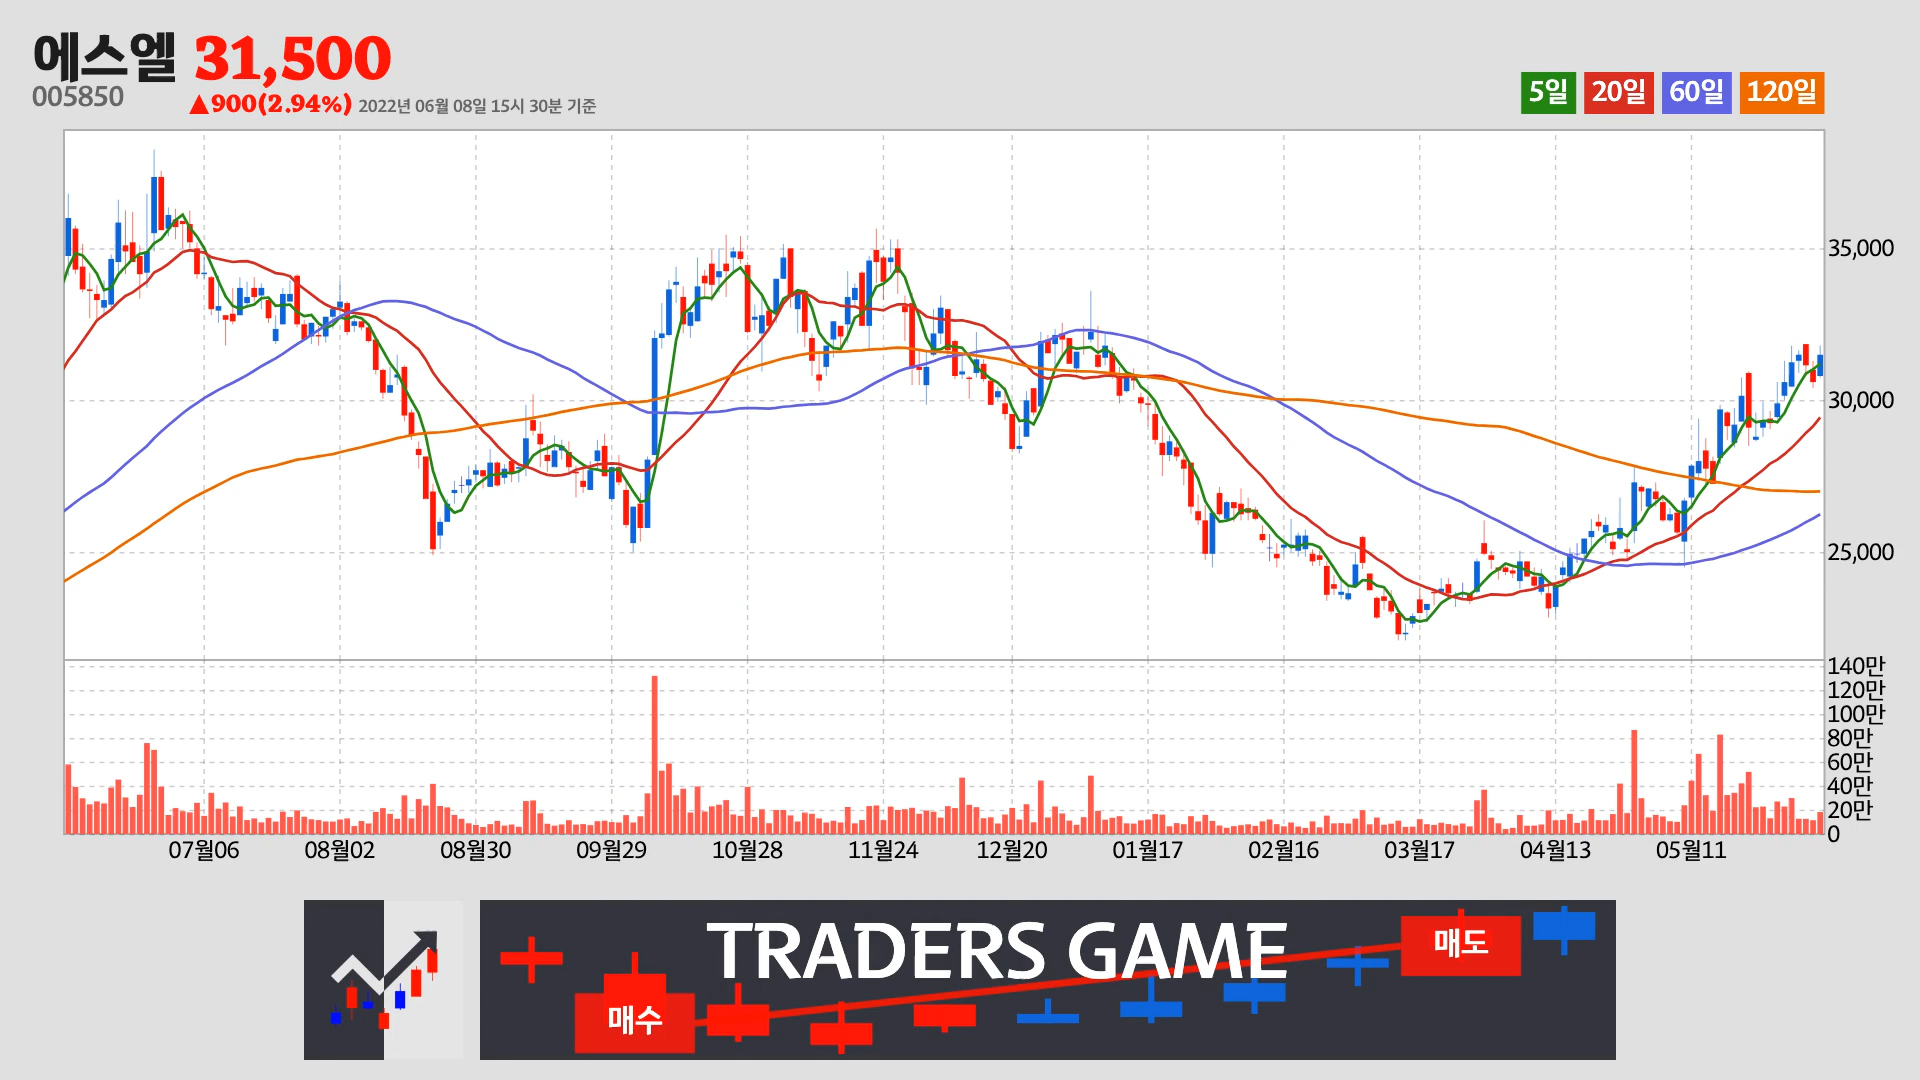 에스엘 31,500
005850
▲900(2.94%) 2022년 06월 08일 15시 30분 기준
5일 20일 60일 120일
35,000
30,000
25,000
140만
120만
100만
80만
60만
40만
20만
0
07월06 08월02 08월30 09월29 10월28 11월24 12월20 01월17 02월16 03월17 04월13 05월11
TRADERS GAME
매도
매수